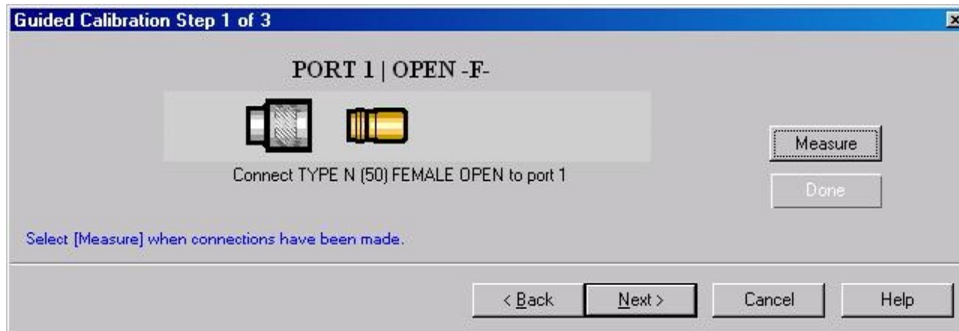 Guided Calibration Step 1 of 3
PORT 1 | OPEN -F-
Connect TYPE N (50) FEMALE OPEN to port 1
Measure
Done
Select [Measure] when connections have been made.
< Back
Next >
Cancel
Help